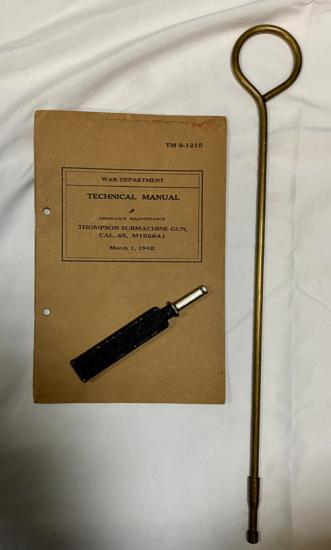 TM 9-1215
WAR DEPARTMENT
TECHNICAL MANUAL
ORDNANCE MAINTENANCE
THOMPSON SUBMACHINE GUN,
CAL. .45, M1928A1
March 1, 1942